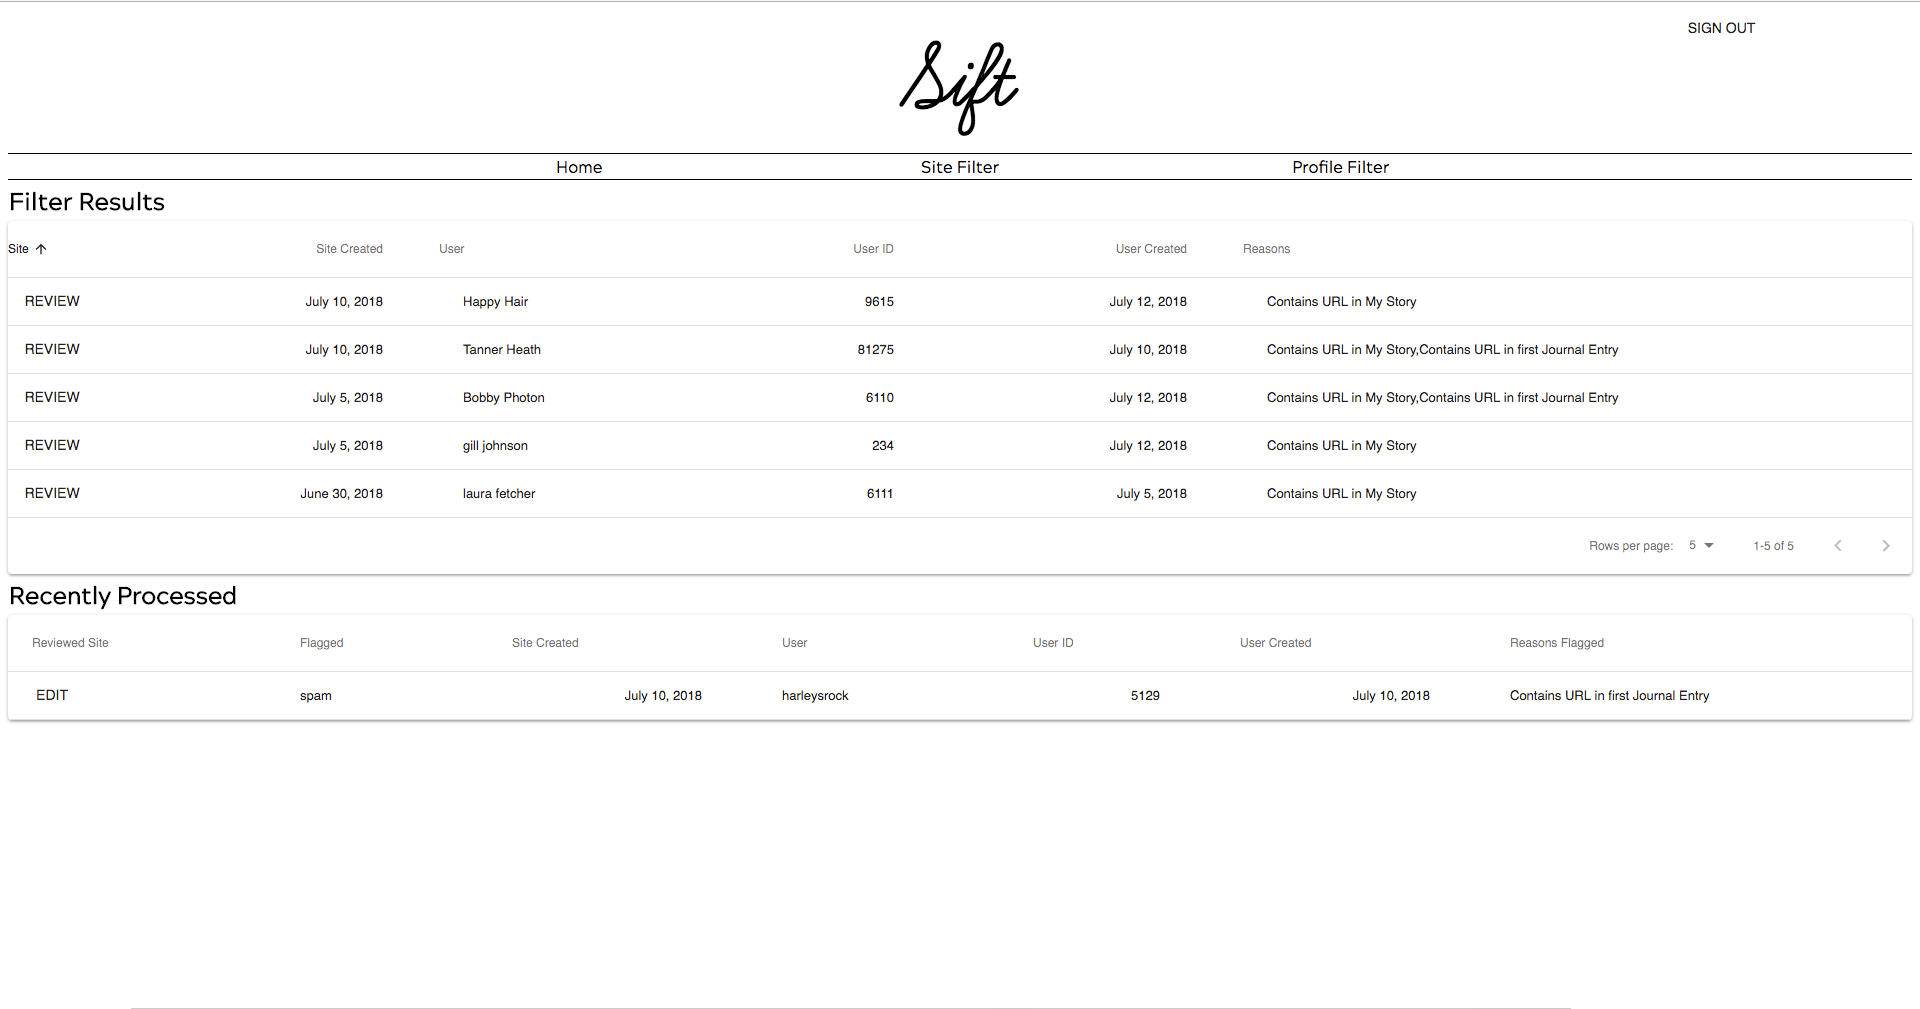 SIGN OUT
Sift
Home Site Filter Profile Filter
Filter Results
Site Site Created User User ID User Created Reasons
REVIEW July 10, 2018 Happy Hair 9615 July 12, 2018 Contains URL in My Story
REVIEW July 10, 2018 Tanner Heath 81275 July 10, 2018 Contains URL in My Story,Contains URL in first Journal Entry
REVIEW July 5, 2018 Bobby Photon 6110 July 12, 2018 Contains URL in My Story,Contains URL in first Journal Entry
REVIEW July 5, 2018 gill johnson 234 July 12, 2018 Contains URL in My Story
REVIEW June 30, 2018 laura fetcher 6111 July 5, 2018 Contains URL in My Story
Rows per page: 5 1-5 of 5
Recently Processed
Reviewed Site Flagged Site Created User User ID User Created Reasons Flagged
EDIT spam July 10, 2018 harleysrock 5129 July 10, 2018 Contains URL in first Journal Entry